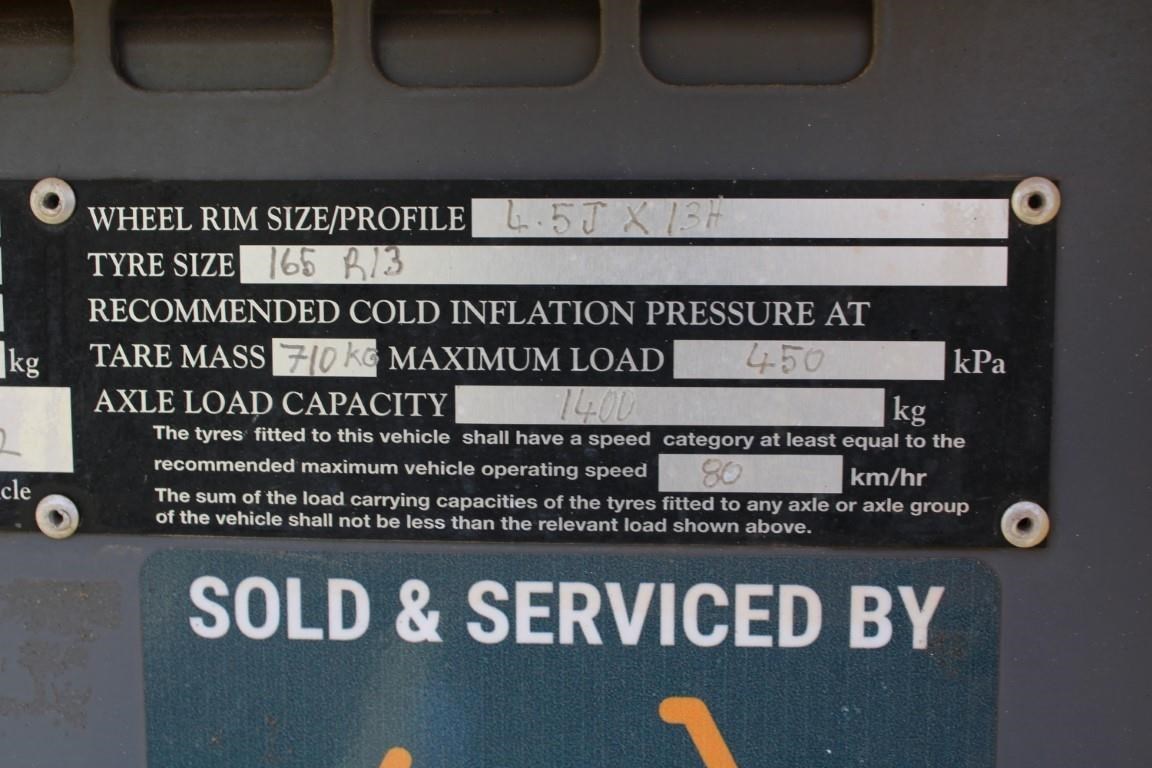 WHEEL RIM SIZE/PROFILE 4.5J X 13H
TYRE SIZE 165 R13
RECOMMENDED COLD INFLATION PRESSURE AT
kg TARE MASS 710KG MAXIMUM LOAD 450 kPa
AXLE LOAD CAPACITY 1400 kg
2
The tyres fitted to this vehicle shall have a speed category at least equal to the
recommended maximum vehicle operating speed 80 km/hr
cle
The sum of the load carrying capacities of the tyres fitted to any axle or axle group
of the vehicle shall not be less than the relevant load shown above.
SOLD & SERVICED BY